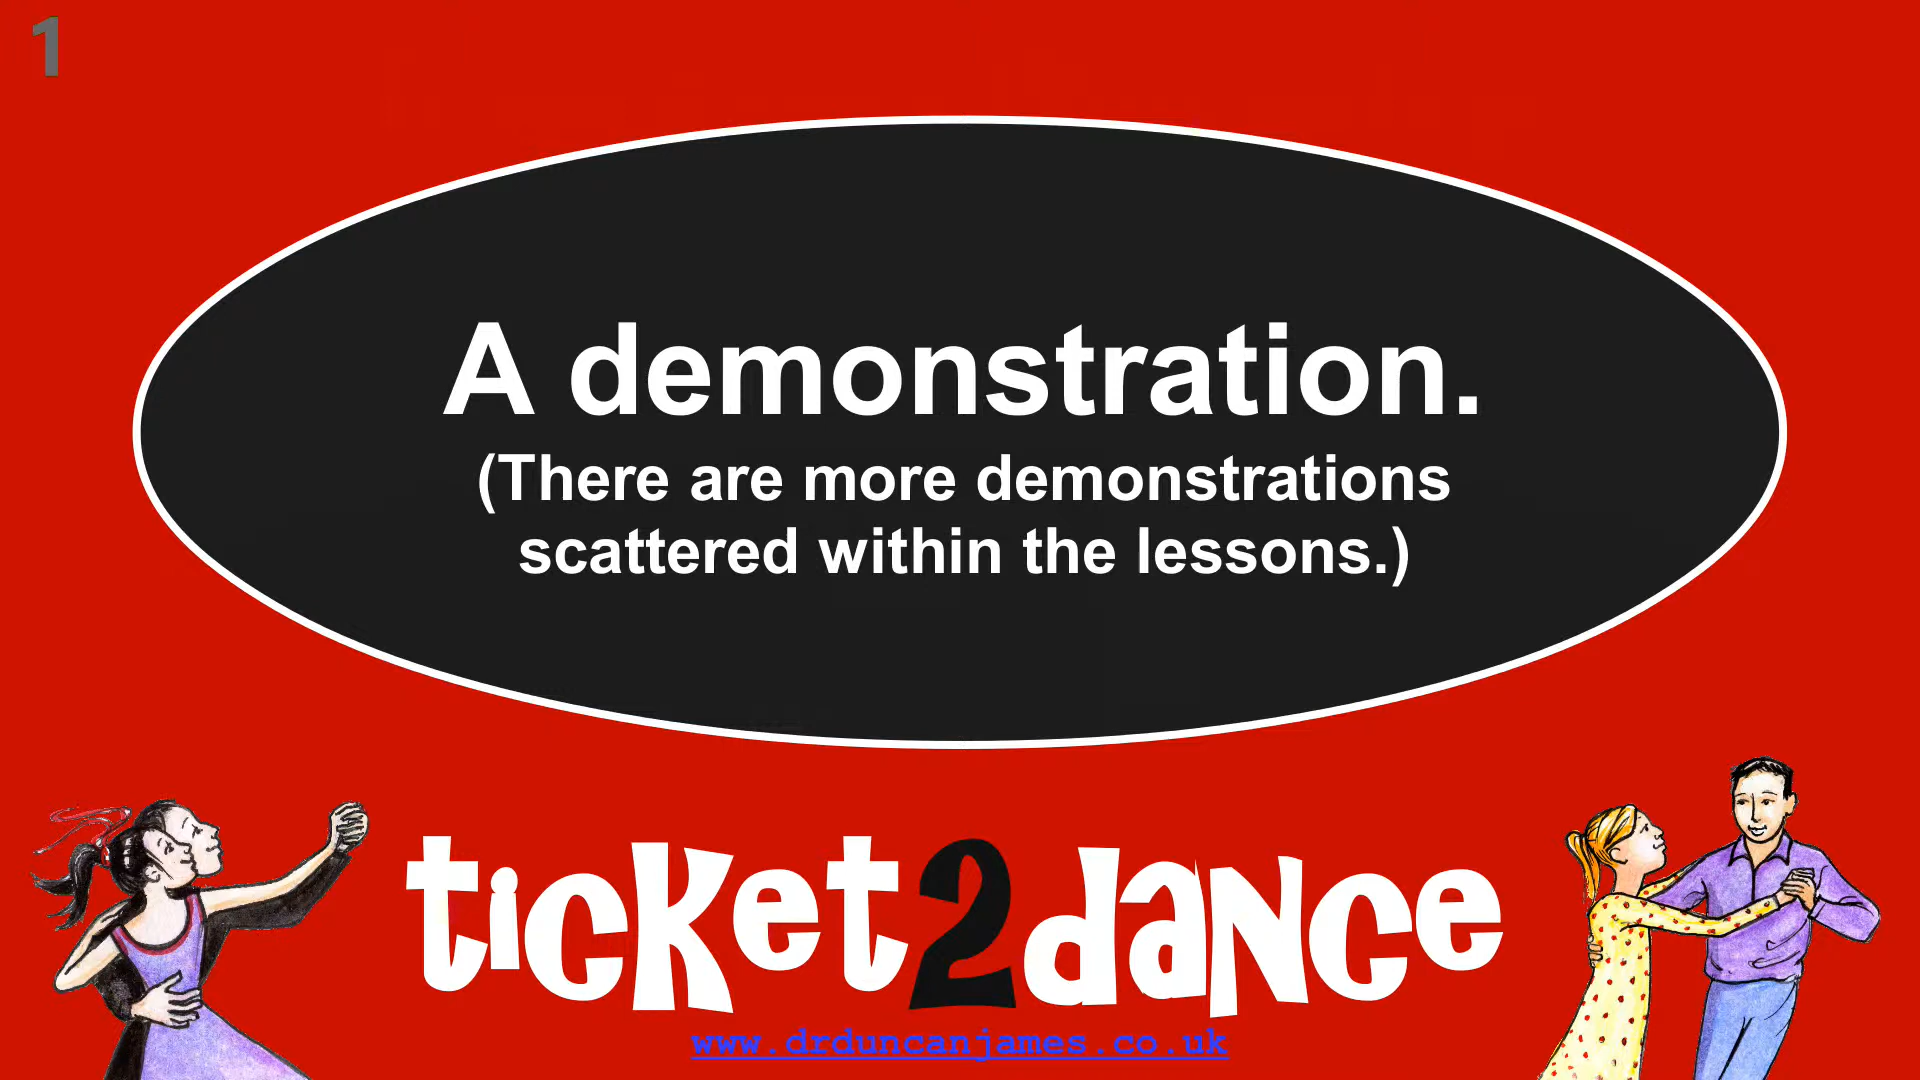 1
A demonstration.
(There are more demonstrations
scattered within the lessons.)
ticket2dance
www.drduncanjames.co.uk